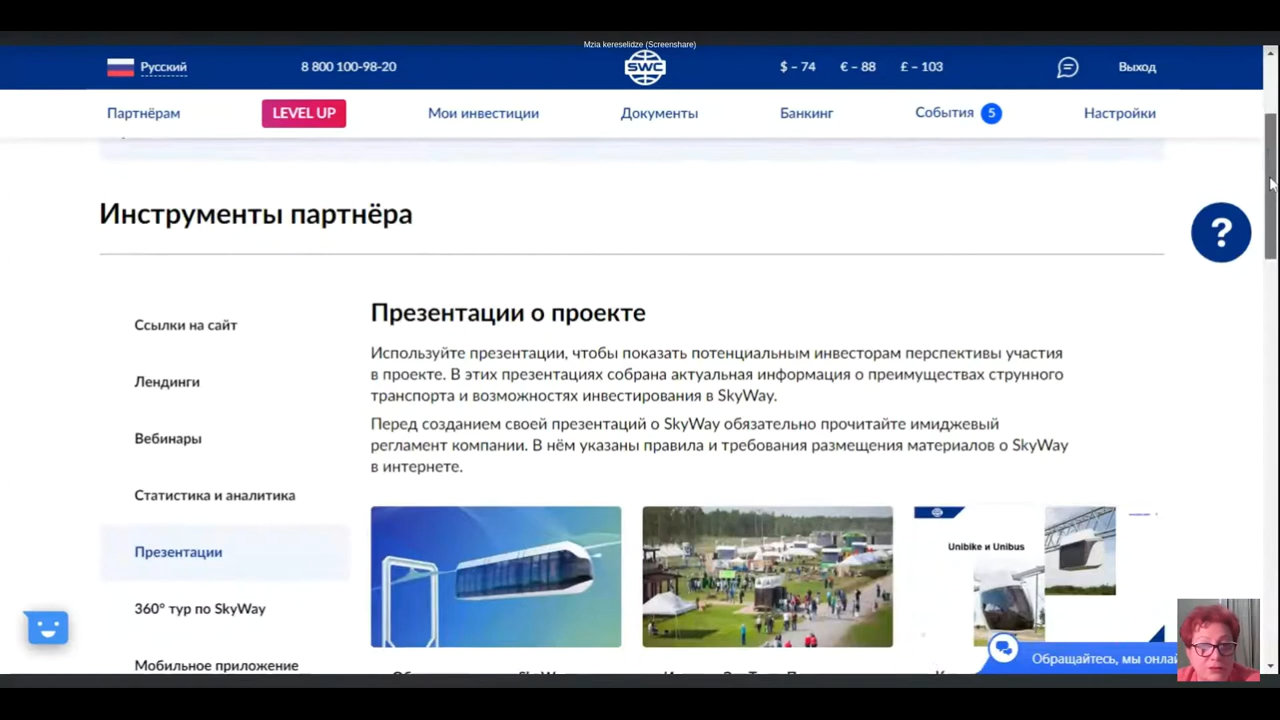 Mzia kereselidze (Screenshare)
Русский
8 800 100-98-20
SWC
$ – 74 € – 88 £ – 103
Выход
Партнёрам
LEVEL UP
Мои инвестиции
Документы
Банкинг
События 5
Настройки
Инструменты партнёра
?
Ссылки на сайт
Лендинги
Вебинары
Статистика и аналитика
Презентации
360° тур по SkyWay
Мобильное приложение
Презентации о проекте
Используйте презентации, чтобы показать потенциальным инвесторам перспективы участия
в проекте. В этих презентациях собрана актуальная информация о преимуществах струнного
транспорта и возможностях инвестирования в SkyWay.
Перед созданием своей презентаций о SkyWay обязательно прочитайте имиджевый
регламент компании. В нём указаны правила и требования размещения материалов о SkyWay
в интернете.
Unibike и Unibus
Обращайтесь, мы